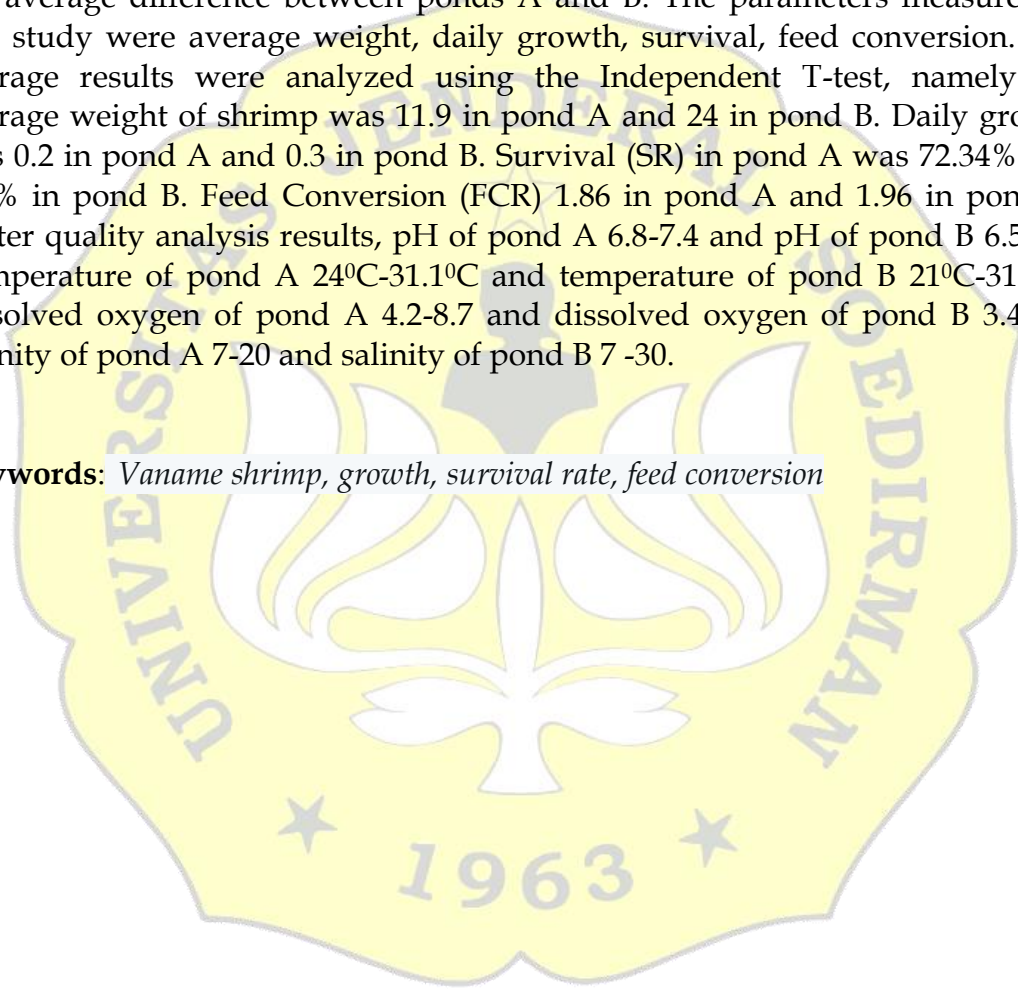 average difference between ponds A and B. The parameters measure
study were average weight, daily growth, survival, feed conversion.
rage results were analyzed using the Independent T-test, namely
rage weight of shrimp was 11.9 in pond A and 24 in pond B. Daily gro
s 0.2 in pond A and 0.3 in pond B. Survival (SR) in pond A was 72.34%
% in pond B. Feed Conversion (FCR) 1.86 in pond A and 1.96 in pon
ter quality analysis results, pH of pond A 6.8-7.4 and pH of pond B 6.5
mperature of pond A 24⁰C-31.1⁰C and temperature of pond B 21⁰C-31
solved oxygen of pond A 4.2-8.7 and dissolved oxygen of pond B 3.4
nity of pond A 7-20 and salinity of pond B 7 -30.
ywords: Vaname shrimp, growth, survival rate, feed conversion
UNIVERSITAS JENDERAL SOEDIRMAN
1963